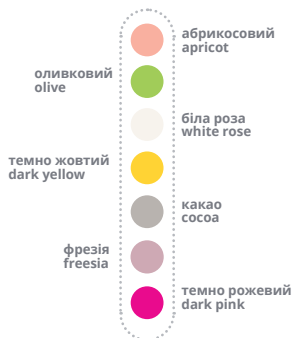 абрикосовий
apricot
оливковий
olive
біла роза
white rose
темно жовтий
dark yellow
какао
cocoa
фрезія
freesia
темно рожевий
dark pink